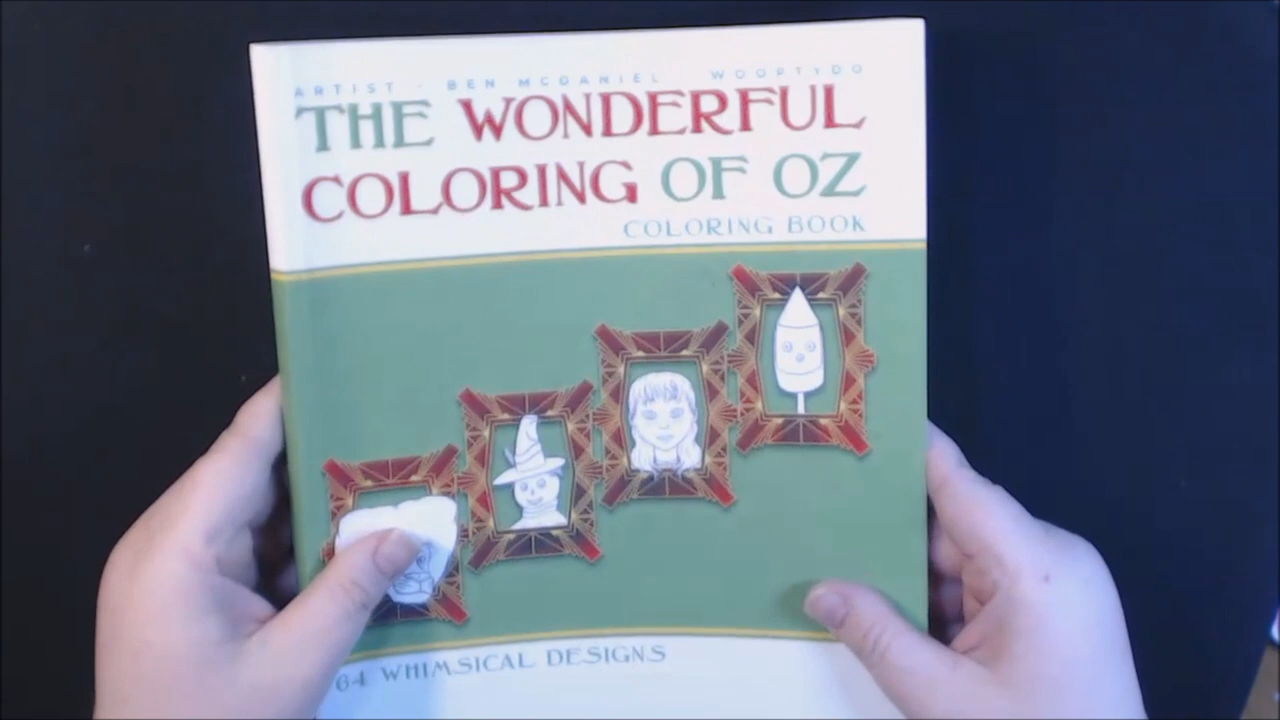 ARTIST - BEN MCDANIEL WOOPTYDO
THE WONDERFUL
COLORING OF OZ
COLORING BOOK
64 WHIMSICAL DESIGNS